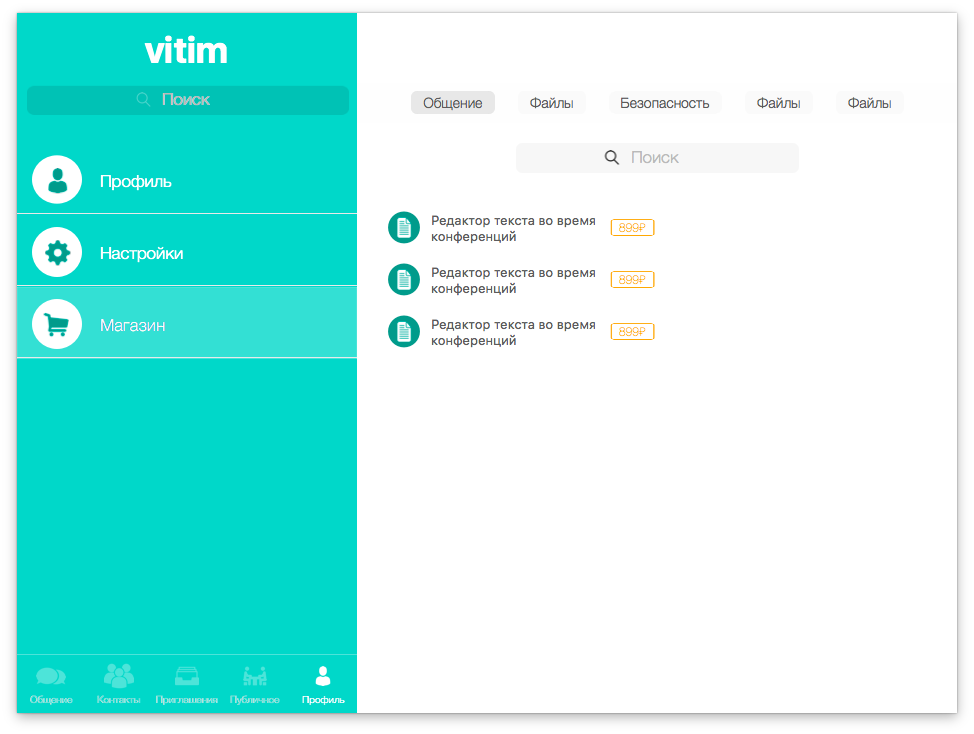 vitim
Поиск
Профиль
Настройки
Магазин
Общение Контакты Приглашения Публичное Профиль
Общение Файлы Безопасность Файлы Файлы
Поиск
Редактор текста во время
конференций
899₽
Редактор текста во время
конференций
899₽
Редактор текста во время
конференций
899₽